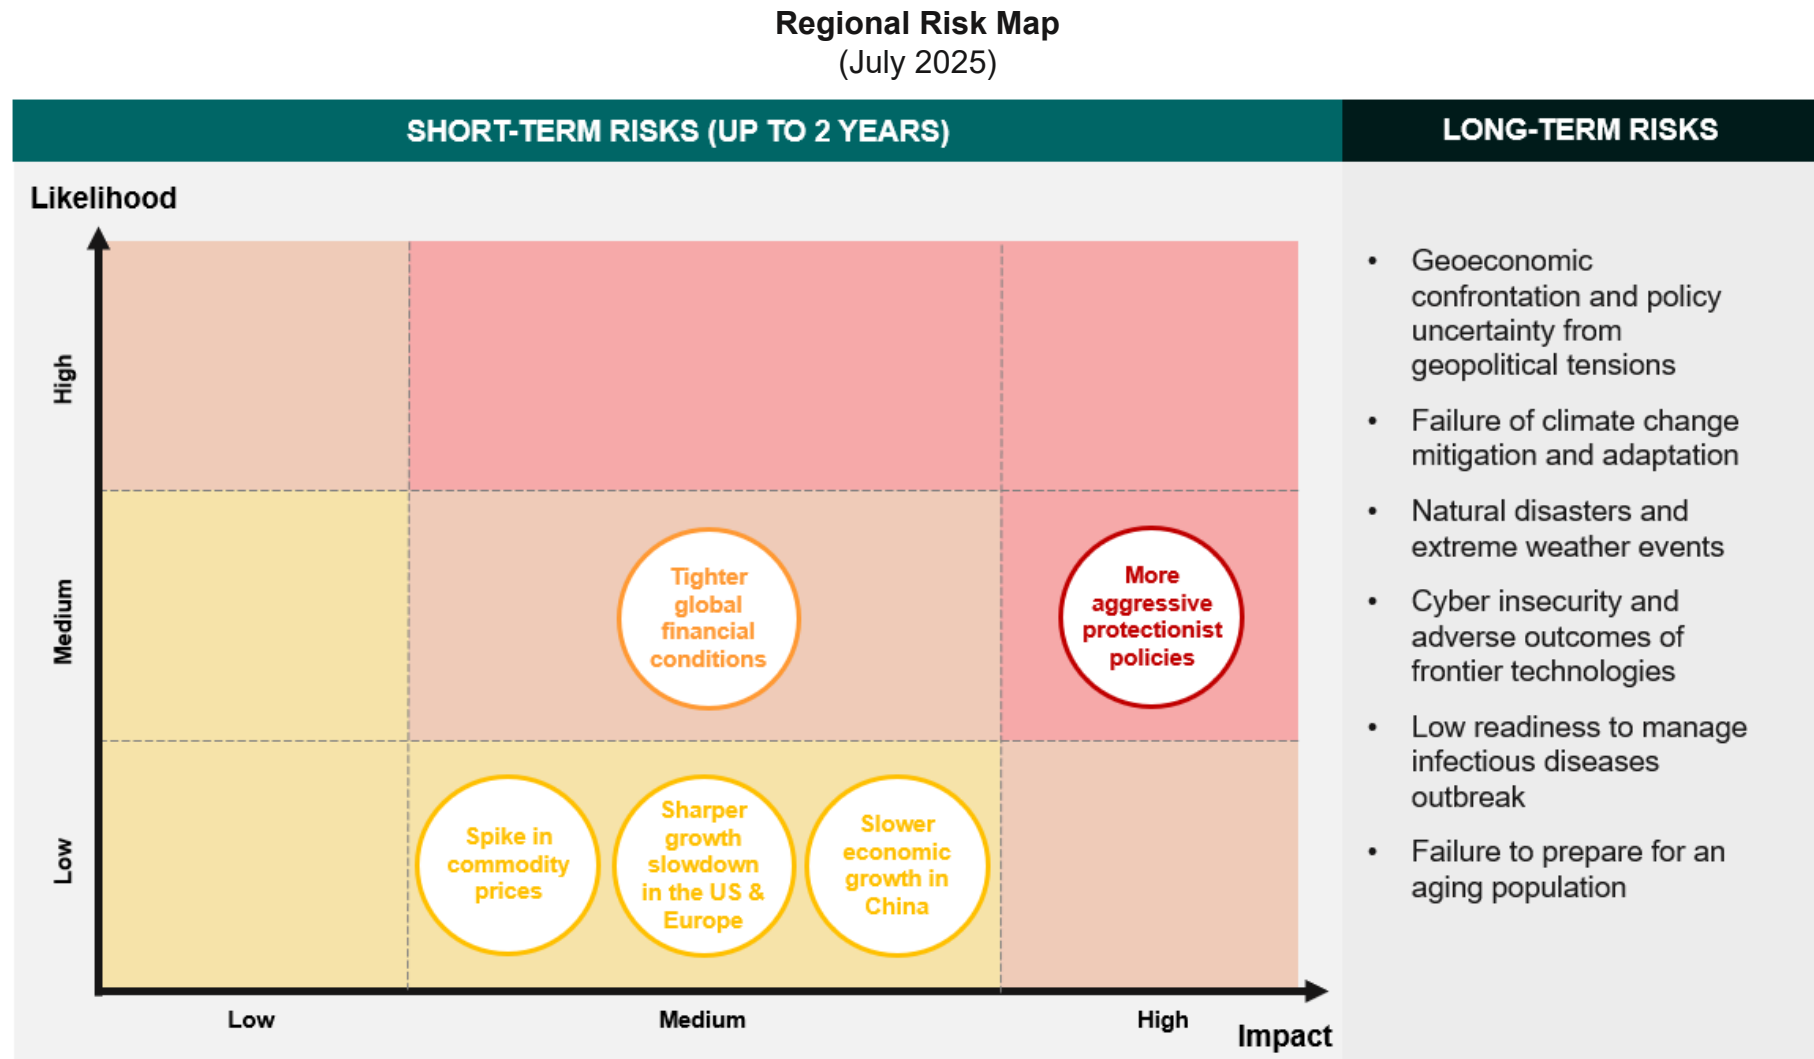 Regional Risk Map
(July 2025)
SHORT-TERM RISKS (UP TO 2 YEARS)
LONG-TERM RISKS
Likelihood
High
Medium
Low
Tighter
global
financial
conditions
More
aggressive
protectionist
policies
Spike in
commodity
prices
Sharper
growth
slowdown
in the US &
Europe
Slower
economic
growth in
China
Low
Medium
High
Impact
• Geoeconomic
confrontation and policy
uncertainty from
geopolitical tensions
• Failure of climate change
mitigation and adaptation
• Natural disasters and
extreme weather events
• Cyber insecurity and
adverse outcomes of
frontier technologies
• Low readiness to manage
infectious diseases
outbreak
• Failure to prepare for an
aging population